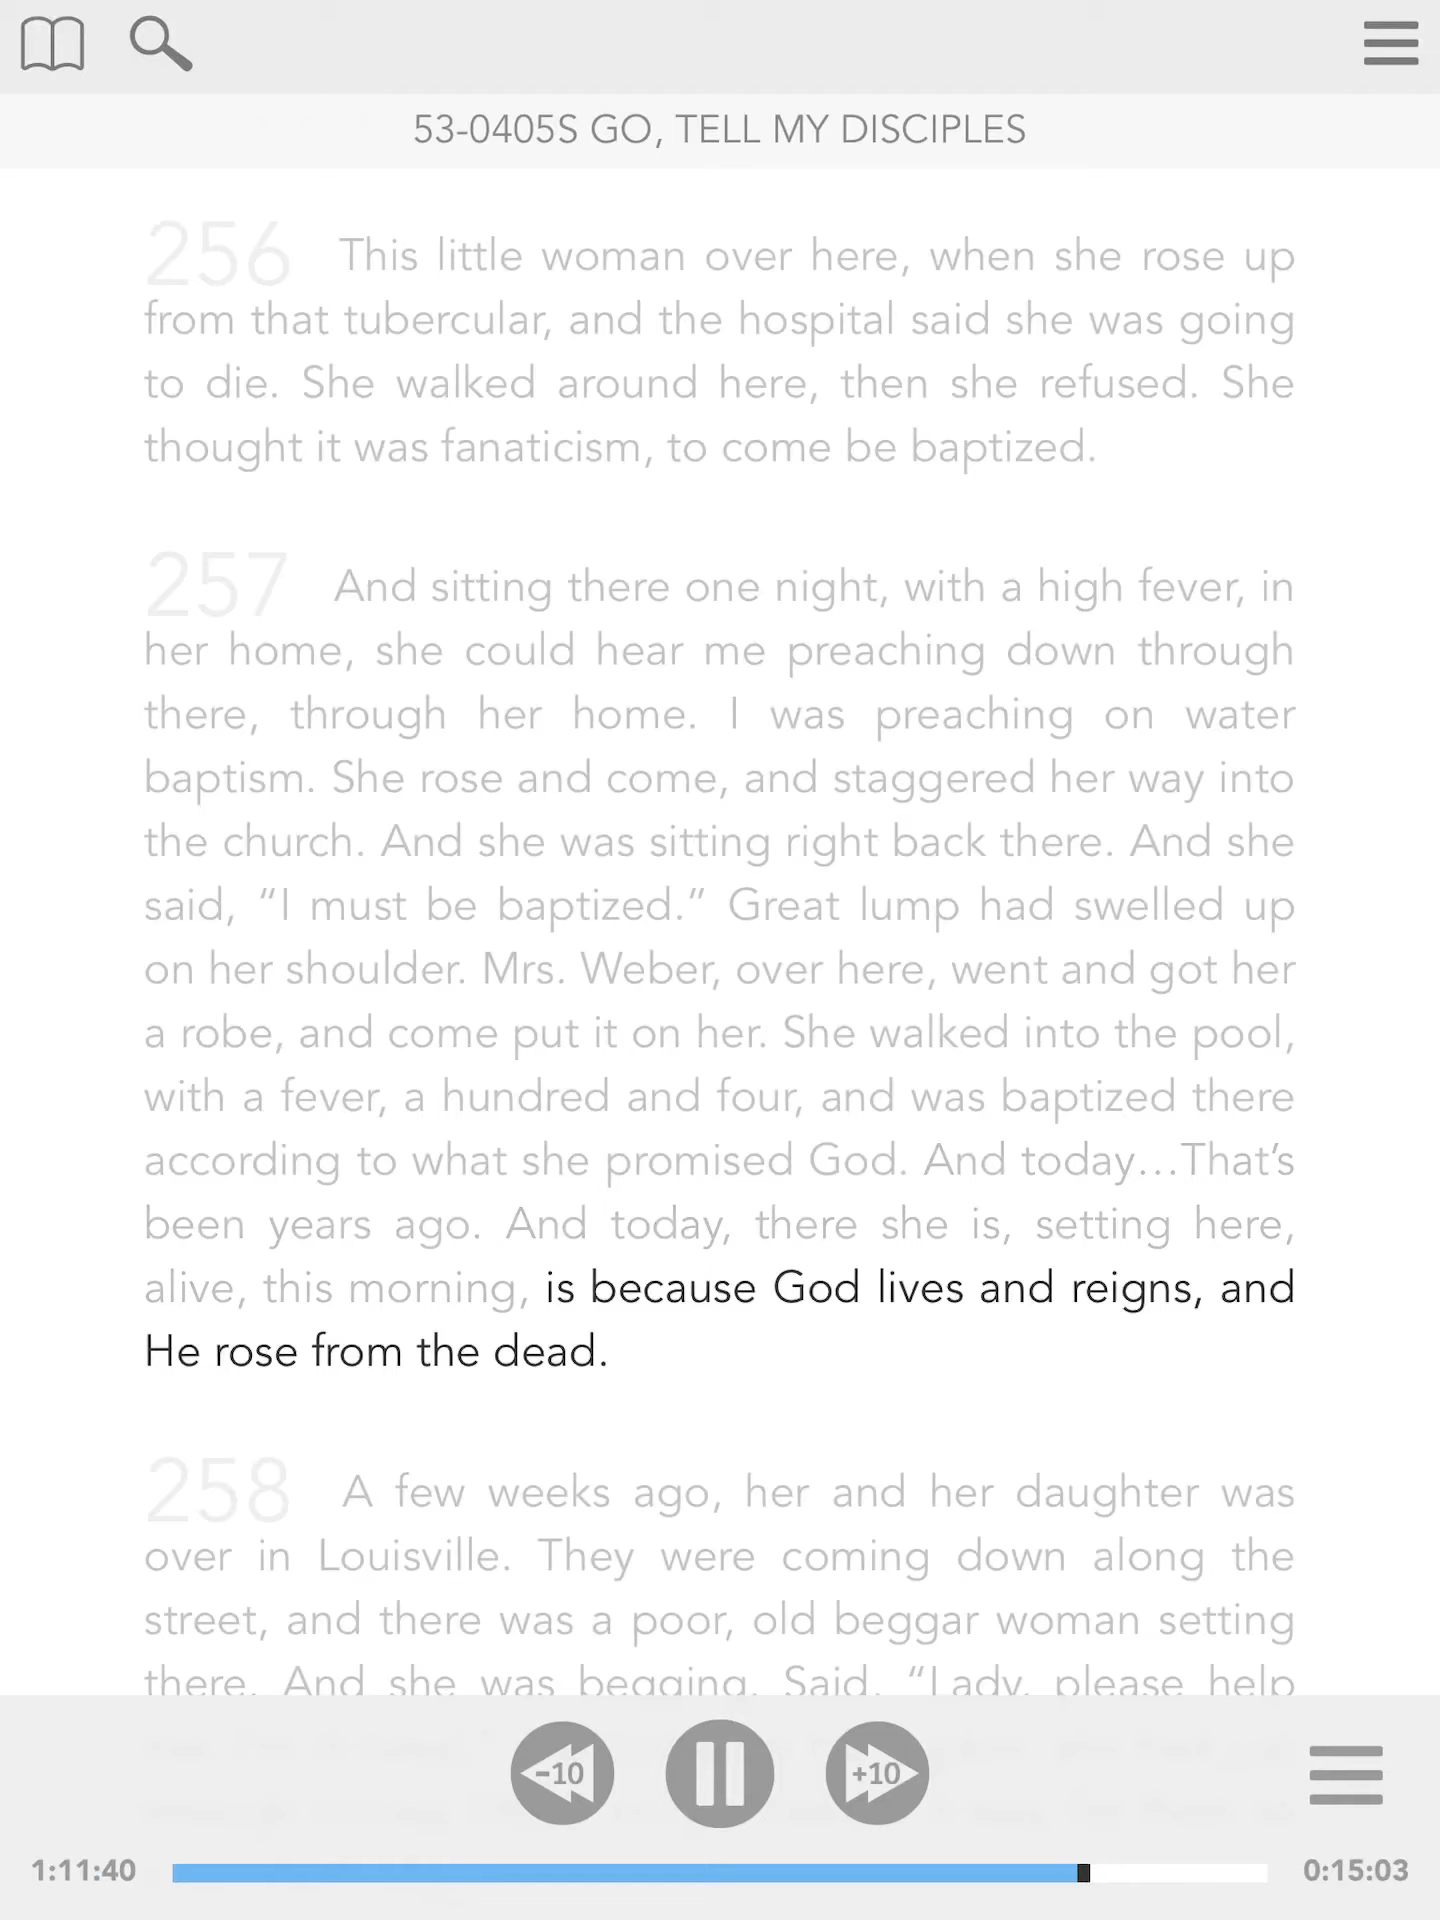 53-0405S GO, TELL MY DISCIPLES
256 This little woman over here, when she rose up
from that tubercular, and the hospital said she was going
to die. She walked around here, then she refused. She
thought it was fanaticism, to come be baptized.
257 And sitting there one night, with a high fever, in
her home, she could hear me preaching down through
there, through her home. I was preaching on water
baptism. She rose and come, and staggered her way into
the church. And she was sitting right back there. And she
said, “I must be baptized.” Great lump had swelled up
on her shoulder. Mrs. Weber, over here, went and got her
a robe, and come put it on her. She walked into the pool,
with a fever, a hundred and four, and was baptized there
according to what she promised God. And today…That’s
been years ago. And today, there she is, setting here,
alive, this morning, is because God lives and reigns, and
He rose from the dead.
258 A few weeks ago, her and her daughter was
over in Louisville. They were coming down along the
street, and there was a poor, old beggar woman setting
there. And she was begging. Said, “Lady, please help
-10 +10
1:11:40 0:15:03